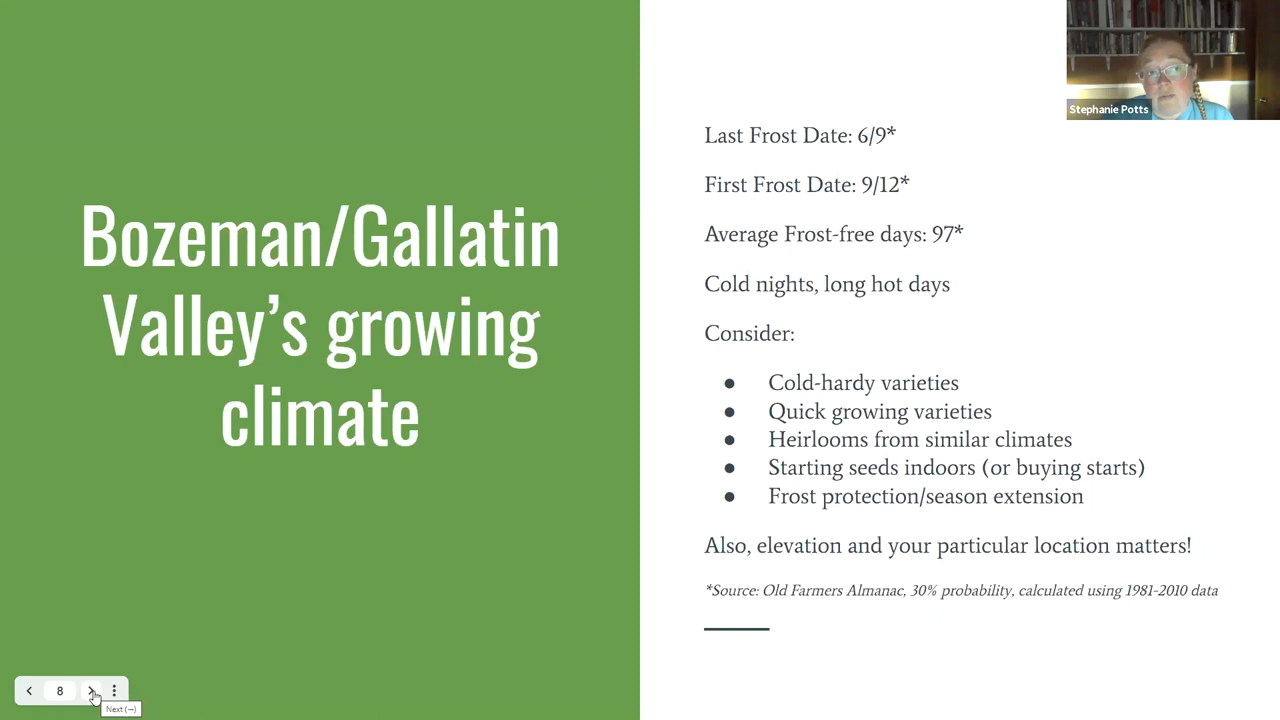 Bozeman/Gallatin
Valley’s growing
climate
Stephanie Potts
Last Frost Date: 6/9*
First Frost Date: 9/12*
Average Frost-free days: 97*
Cold nights, long hot days
Consider:
● Cold-hardy varieties
● Quick growing varieties
● Heirlooms from similar climates
● Starting seeds indoors (or buying starts)
● Frost protection/season extension
Also, elevation and your particular location matters!
*Source: Old Farmers Almanac, 30% probability, calculated using 1981-2010 data
8
Next (→)